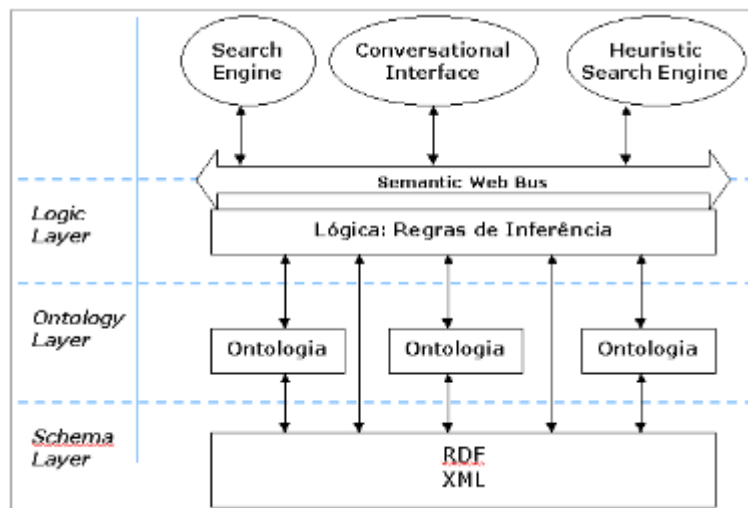 Search
Engine
Conversational
Interface
Heuristic
Search Engine
Semantic Web Bus
Logic
Layer
Lógica: Regras de Inferência
Ontology
Layer
Ontologia
Ontologia
Ontologia
Schema
Layer
RDF
XML